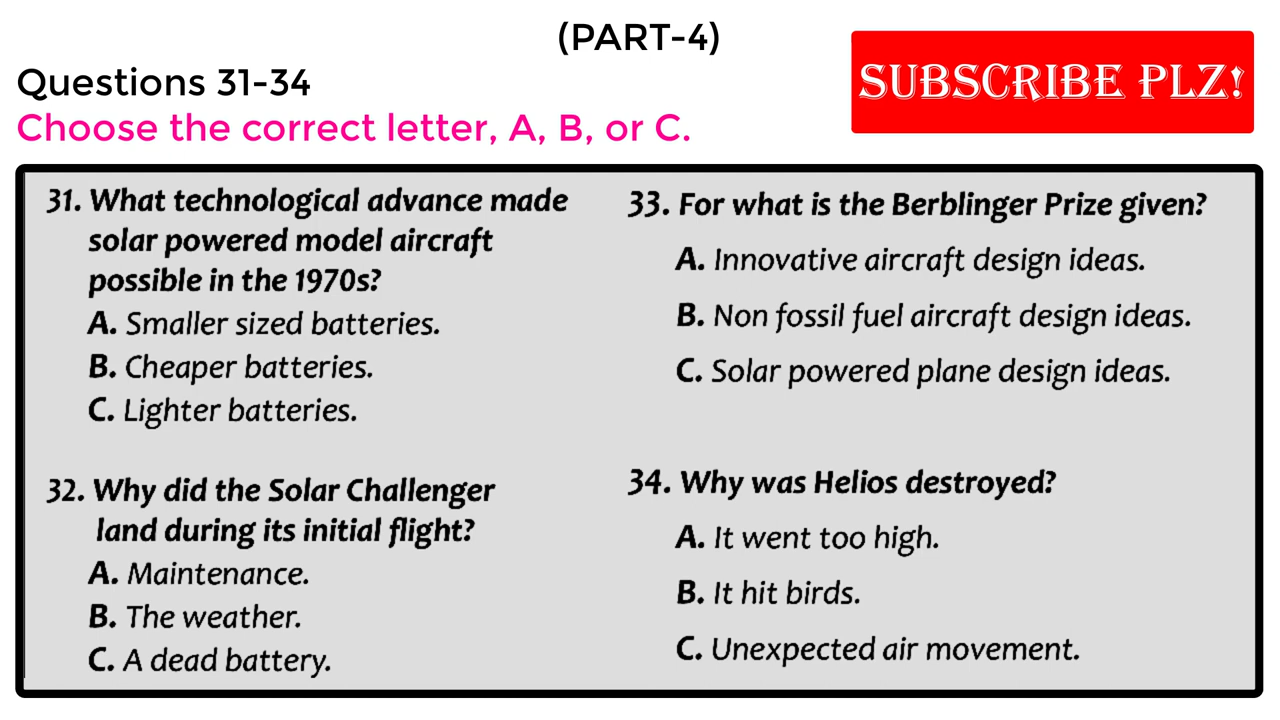 (PART-4)
SUBSCRIBE PLZ!
Questions 31-34
Choose the correct letter, A, B, or C.
31. What technological advance made
solar powered model aircraft
possible in the 1970s?
A. Smaller sized batteries.
B. Cheaper batteries.
C. Lighter batteries.
32. Why did the Solar Challenger
land during its initial flight?
A. Maintenance.
B. The weather.
C. A dead battery.
33. For what is the Berblinger Prize given?
A. Innovative aircraft design ideas.
B. Non fossil fuel aircraft design ideas.
C. Solar powered plane design ideas.
34. Why was Helios destroyed?
A. It went too high.
B. It hit birds.
C. Unexpected air movement.